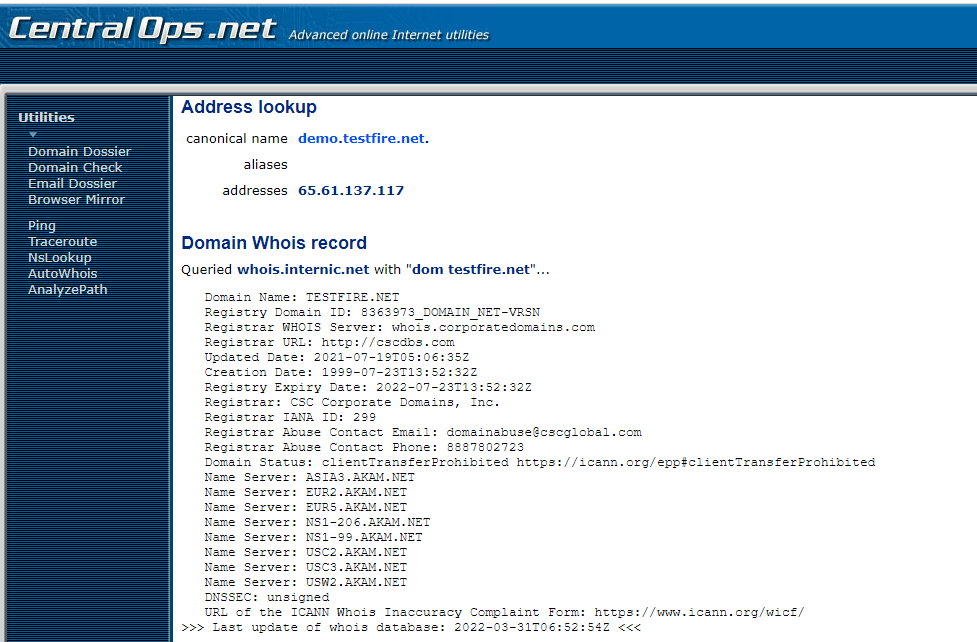 CentralOps.net Advanced online Internet utilities
Utilities
Domain Dossier
Domain Check
Email Dossier
Browser Mirror
Ping
Traceroute
NsLookup
AutoWhois
AnalyzePath
Address lookup
canonical name demo.testfire.net.
aliases
addresses 65.61.137.117
Domain Whois record
Queried whois.internic.net with "dom testfire.net"...
Domain Name: TESTFIRE.NET
Registry Domain ID: 8363973_DOMAIN_NET-VRSN
Registrar WHOIS Server: whois.corporatedomains.com
Registrar URL: http://cscdbs.com
Updated Date: 2021-07-19T05:06:35Z
Creation Date: 1999-07-23T13:52:32Z
Registry Expiry Date: 2022-07-23T13:52:32Z
Registrar: CSC Corporate Domains, Inc.
Registrar IANA ID: 299
Registrar Abuse Contact Email: domainabuse@cscglobal.com
Registrar Abuse Contact Phone: 8887802723
Domain Status: clientTransferProhibited https://icann.org/epp#clientTransferProhibited
Name Server: ASIA3.AKAM.NET
Name Server: EUR2.AKAM.NET
Name Server: EUR5.AKAM.NET
Name Server: NS1-206.AKAM.NET
Name Server: NS1-99.AKAM.NET
Name Server: USC2.AKAM.NET
Name Server: USC3.AKAM.NET
Name Server: USW2.AKAM.NET
DNSSEC: unsigned
URL of the ICANN Whois Inaccuracy Complaint Form: https://www.icann.org/wicf/
>>> Last update of whois database: 2022-03-31T06:52:54Z <<<